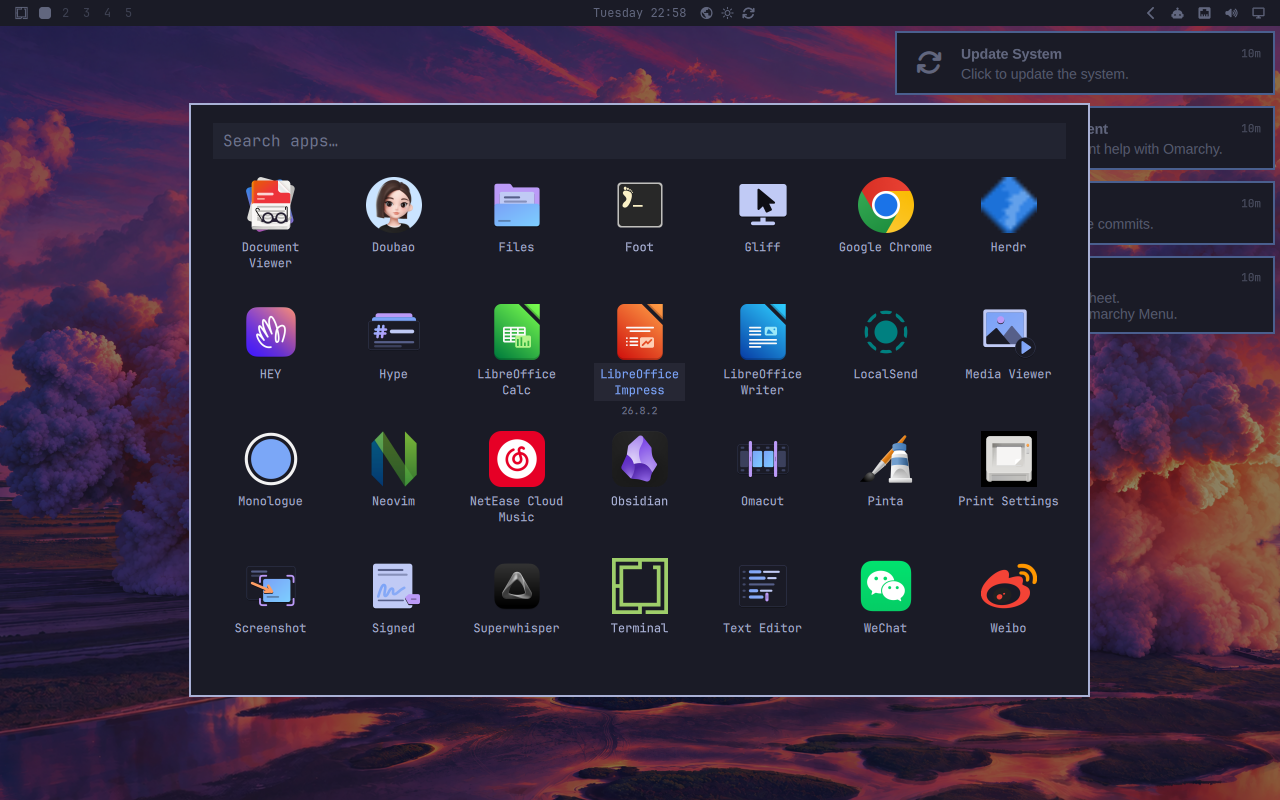 2 3 4 5
Tuesday 22:58
Update System
10m
Click to update the system.
ent
10m
nt help with Omarchy.
10m
e commits.
10m
heet.
marchy Menu.
Search apps…
Document
Viewer
Doubao
Files
Foot
Gliff
Google Chrome
Herdr
HEY
Hype
LibreOffice
Calc
LibreOffice
Impress
26.8.2
LibreOffice
Writer
LocalSend
Media Viewer
Monologue
Neovim
NetEase Cloud
Music
Obsidian
Omacut
Pinta
Print Settings
Screenshot
Signed
Superwhisper
Terminal
Text Editor
WeChat
Weibo